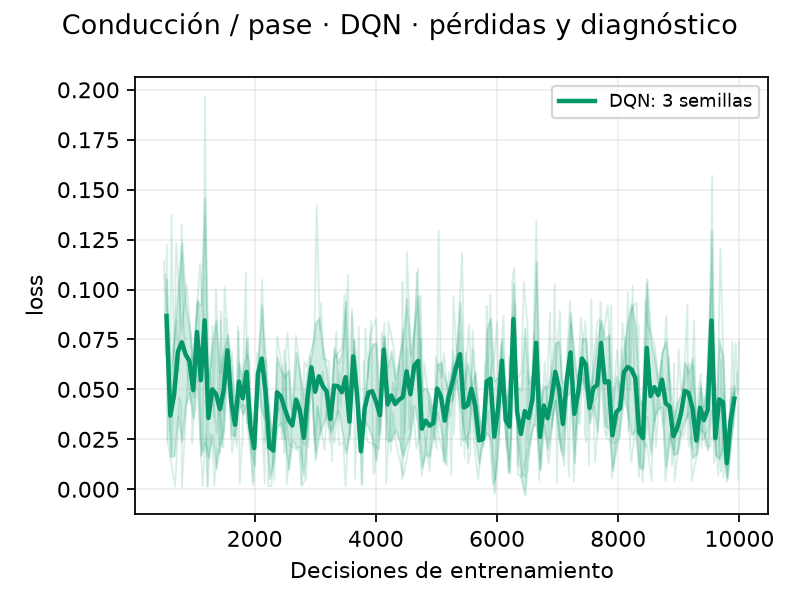 Conducción / pase · DQN · pérdidas y diagnóstico
DQN: 3 semillas
0.200
0.175
0.150
0.125
0.100
0.075
0.050
0.025
0.000
loss
2000 4000 6000 8000 10000
Decisiones de entrenamiento